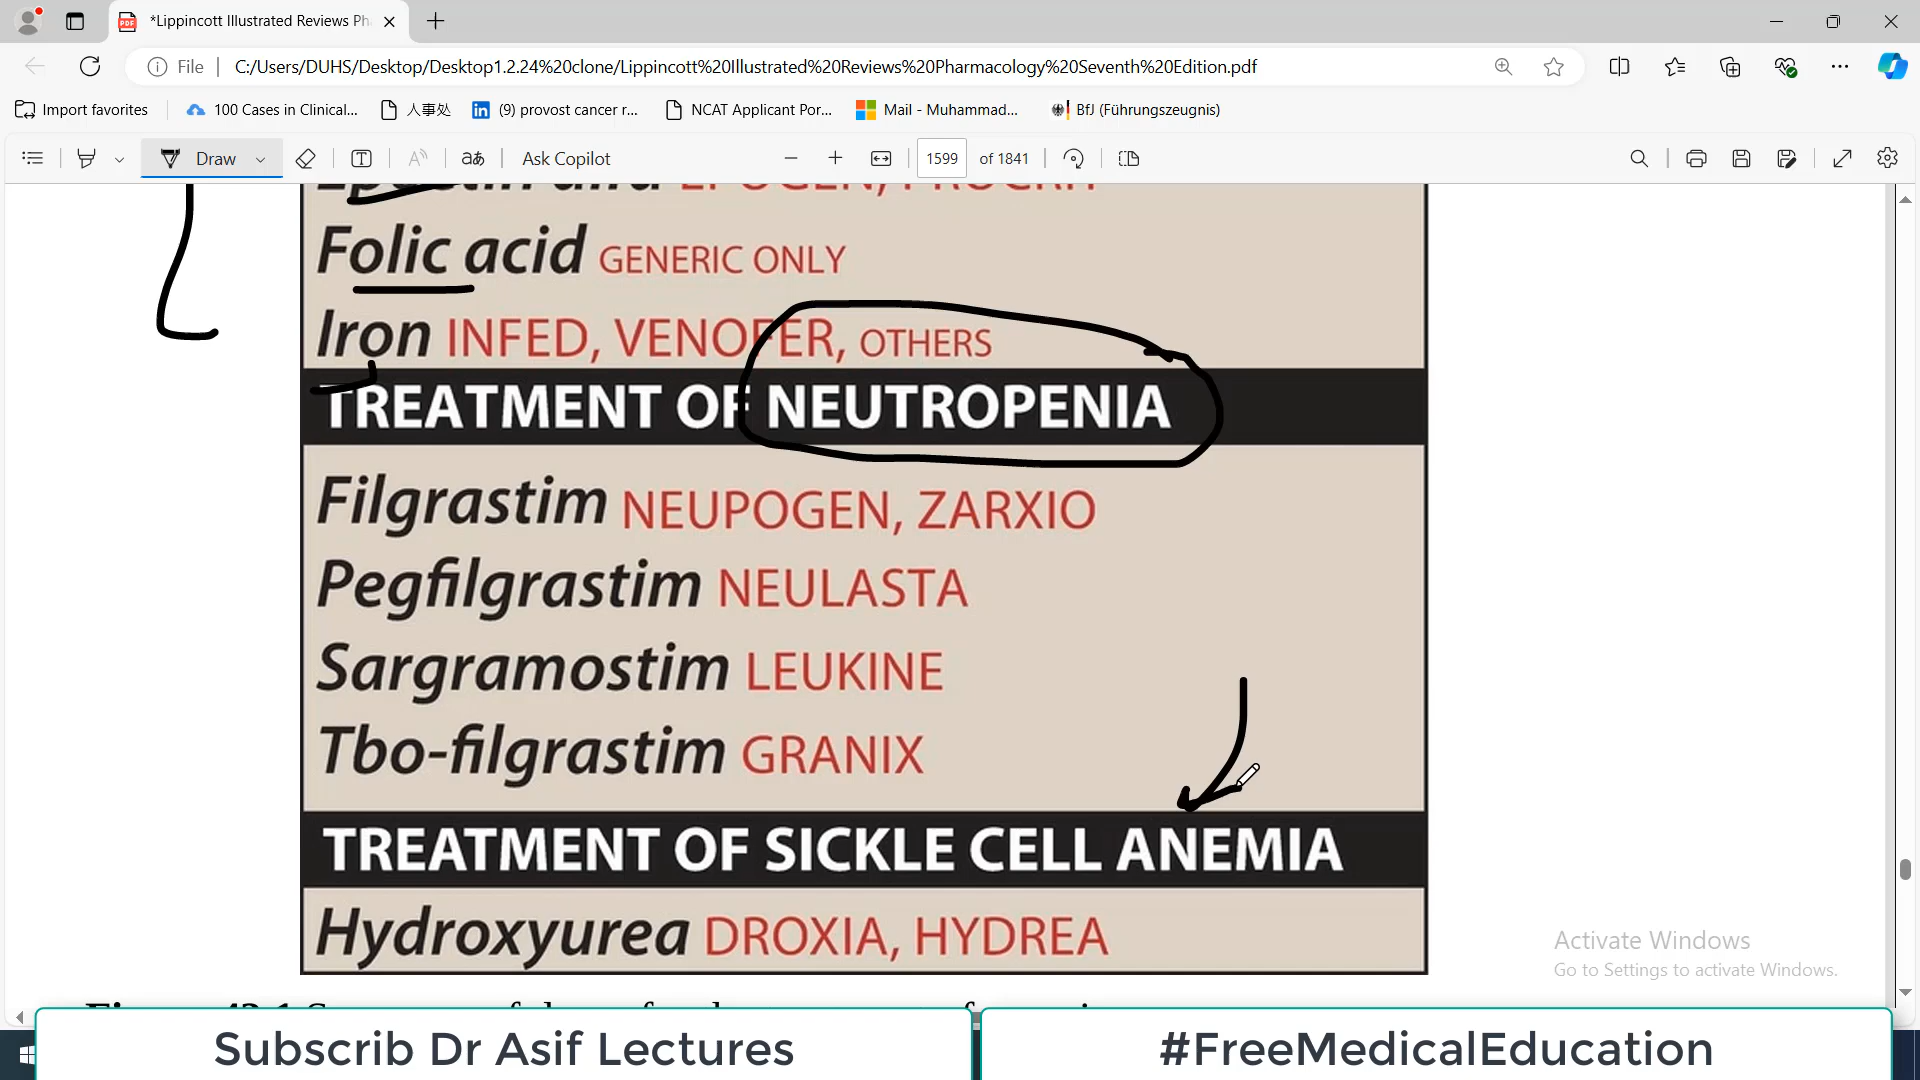 *Lippincott Illustrated Reviews Ph
File
C:/Users/DUHS/Desktop/Desktop1.2.24%20clone/Lippincott%20Illustrated%20Reviews%20Pharmacology%20Seventh%20Edition.pdf
Import favorites
100 Cases in Clinical...
人事处
(9) provost cancer r...
NCAT Applicant Por...
Mail - Muhammad...
BfJ (Führungszeugnis)
Draw
Ask Copilot
1599 of 1841
Folic acid GENERIC ONLY
Iron INFED, VENOFER, OTHERS
TREATMENT OF NEUTROPENIA
Filgrastim NEUPOGEN, ZARXIO
Pegfilgrastim NEULASTA
Sargramostim LEUKINE
Tbo-filgrastim GRANIX
TREATMENT OF SICKLE CELL ANEMIA
Hydroxyurea DROXIA, HYDREA
Activate Windows
Go to Settings to activate Windows.
Subscrib Dr Asif Lectures
#FreeMedicalEducation